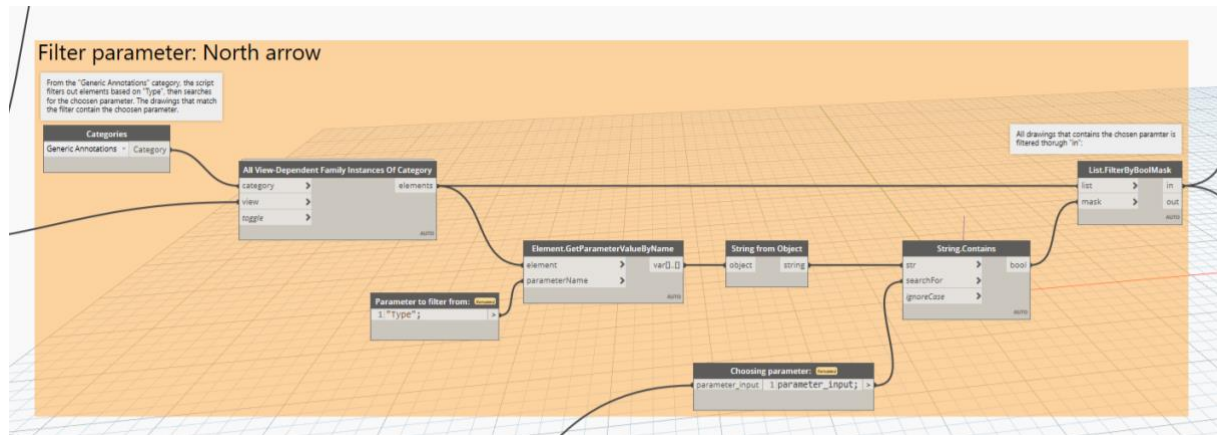 Filter parameter: North arrow
From the "Generic Annotations" category, the script
filters out elements based on "Type", then searches
for the choosen parameter. The drawings that match
the filter contain the choosen parameter.
Categories
Generic Annotations Category
All View-Dependent Family Instances Of Category
category > elements
view >
toggle >
AUTO
Element.GetParameterValueByName
element > var[]..[]
parameterName >
AUTO
Parameter to filter from:
1 "Type"; >
String from Object
object string
AUTO
String.Contains
str > bool
searchFor >
ignoreCase >
AUTO
Choosing parameter:
parameter_input 1 parameter_input; >
All drawings that contains the chosen paramter is
filtered thorugh "in":
List.FilterByBoolMask
list > in
mask > out
AUTO